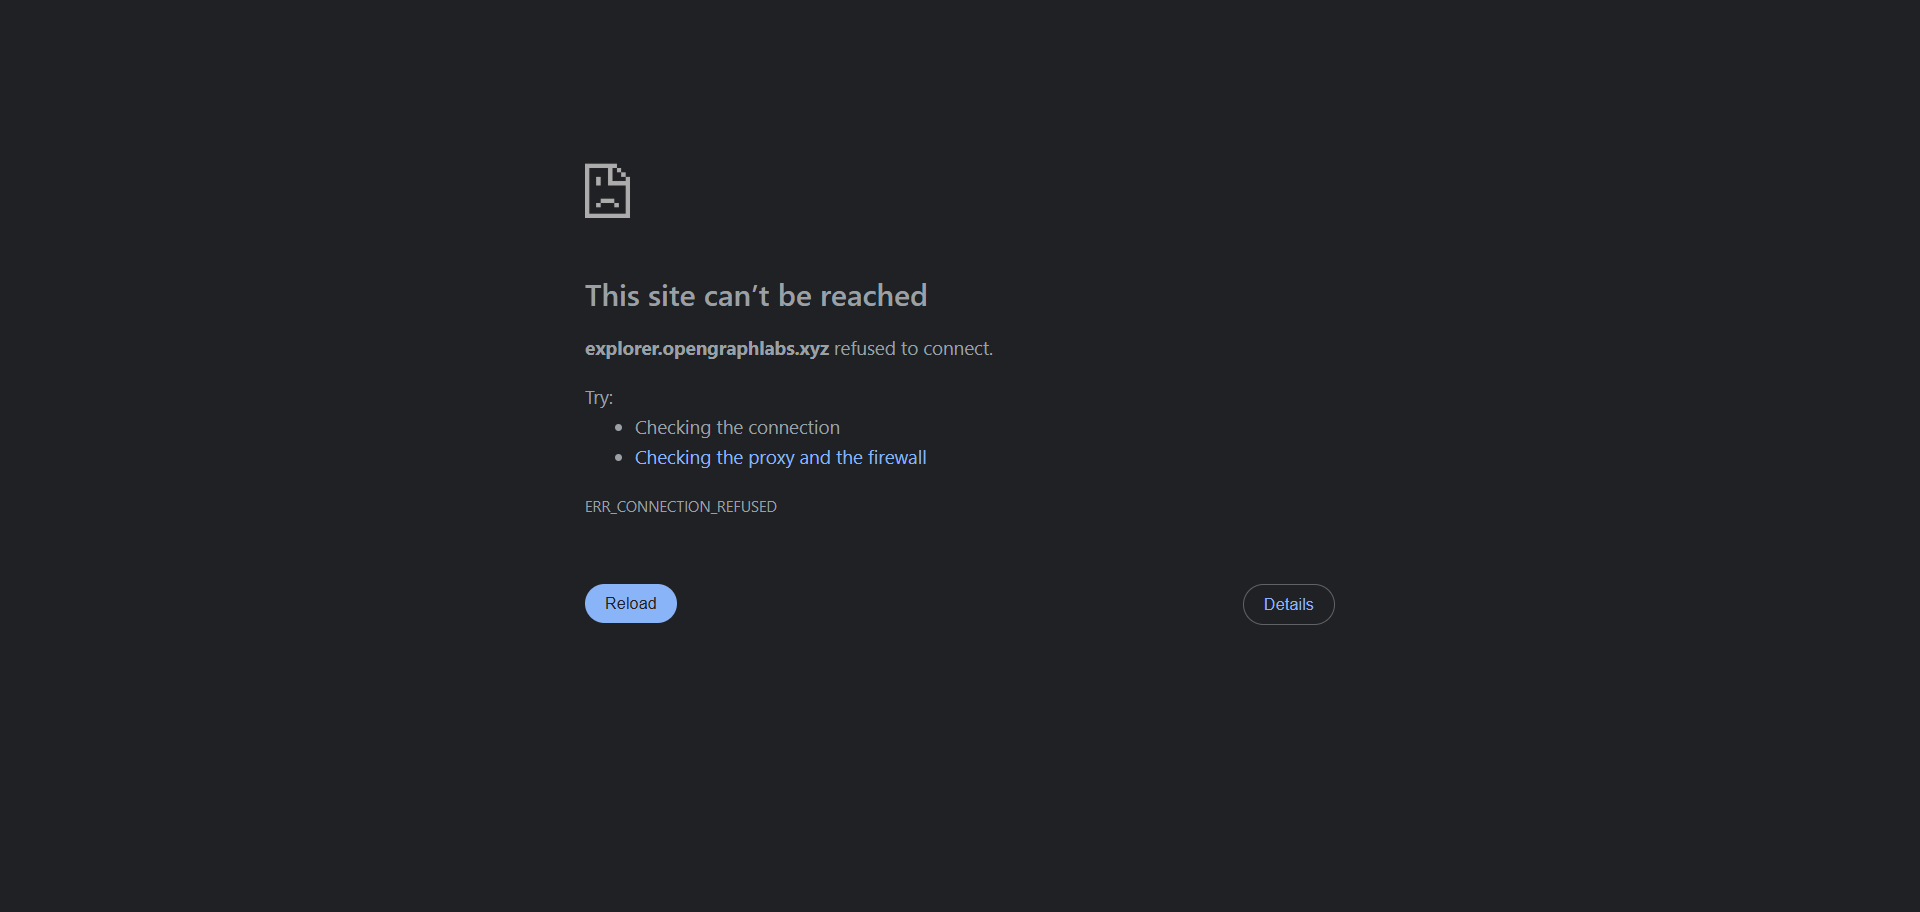 This site can’t be reached
explorer.opengraphlabs.xyz refused to connect.
Try:
Checking the connection
Checking the proxy and the firewall
ERR_CONNECTION_REFUSED
Reload
Details